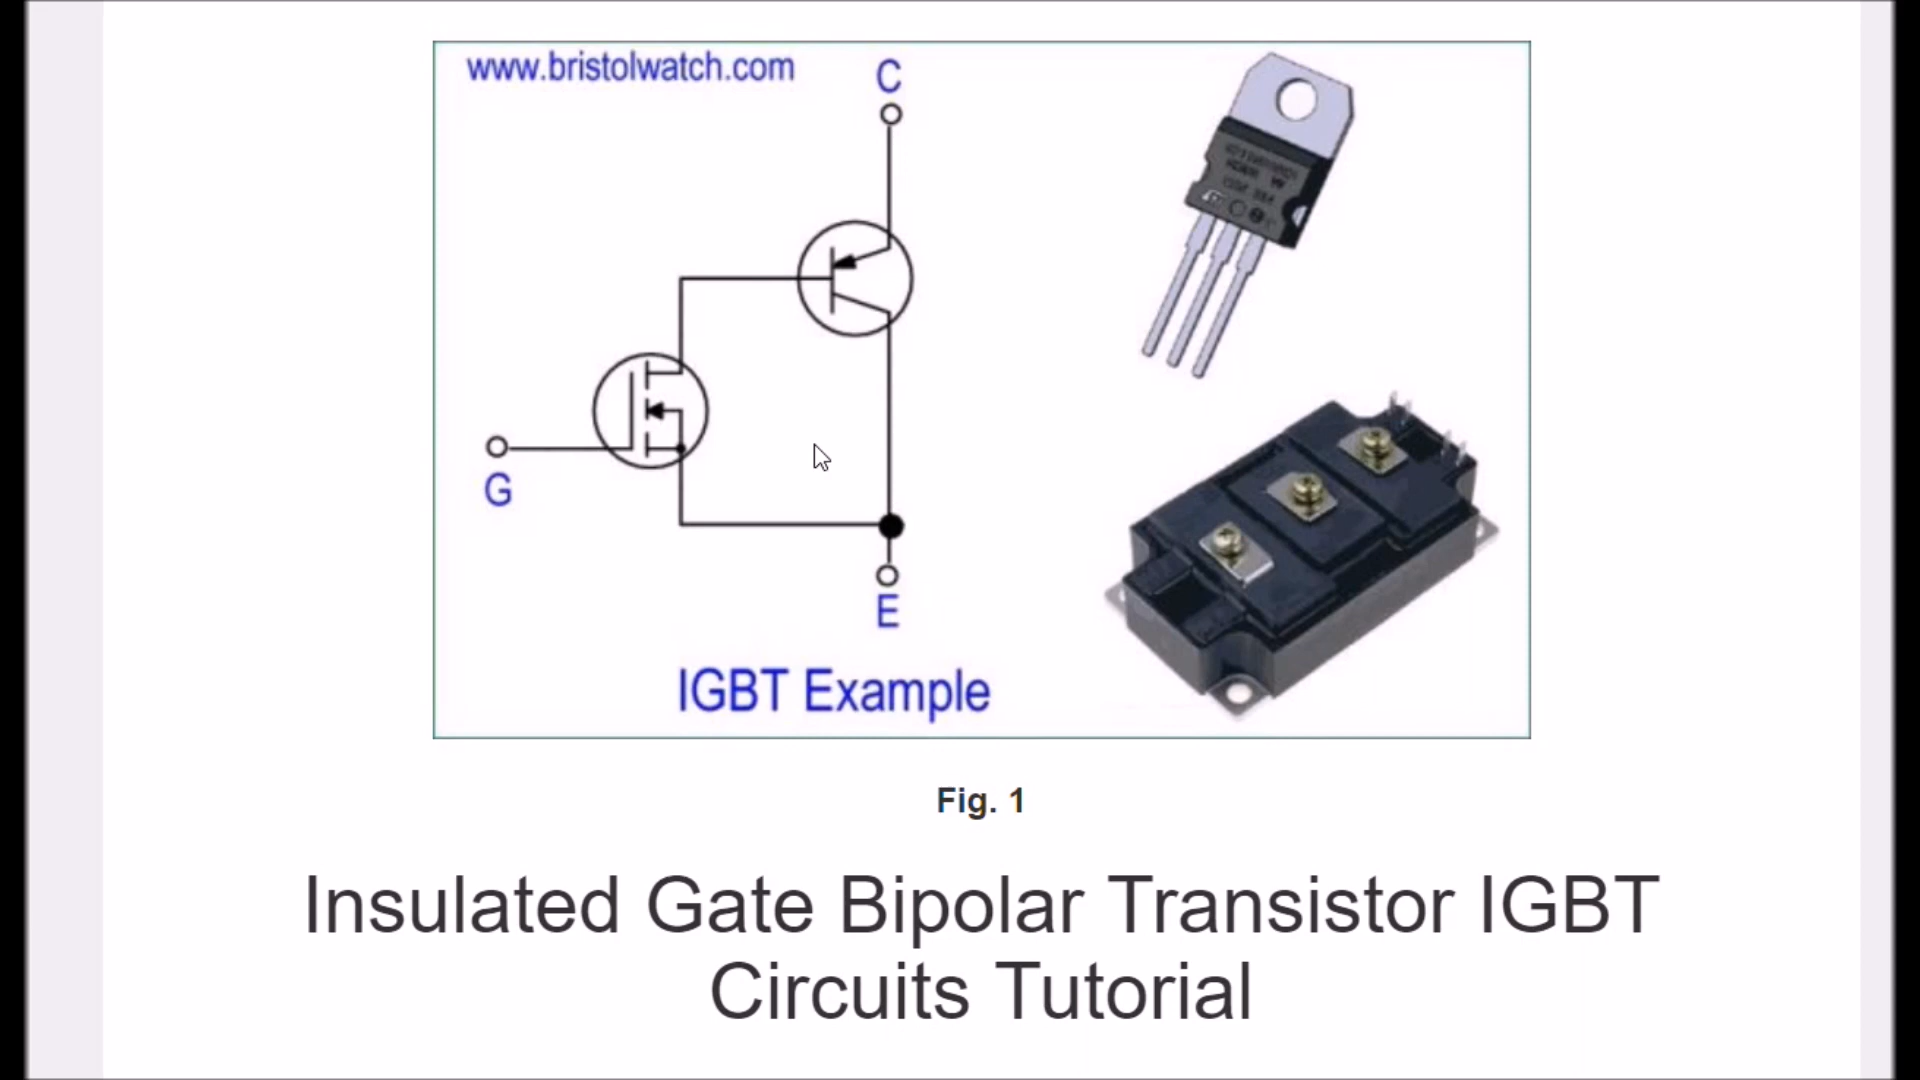 www.bristolwatch.com
C
G
E
IGBT Example
Fig. 1
Insulated Gate Bipolar Transistor IGBT
Circuits Tutorial